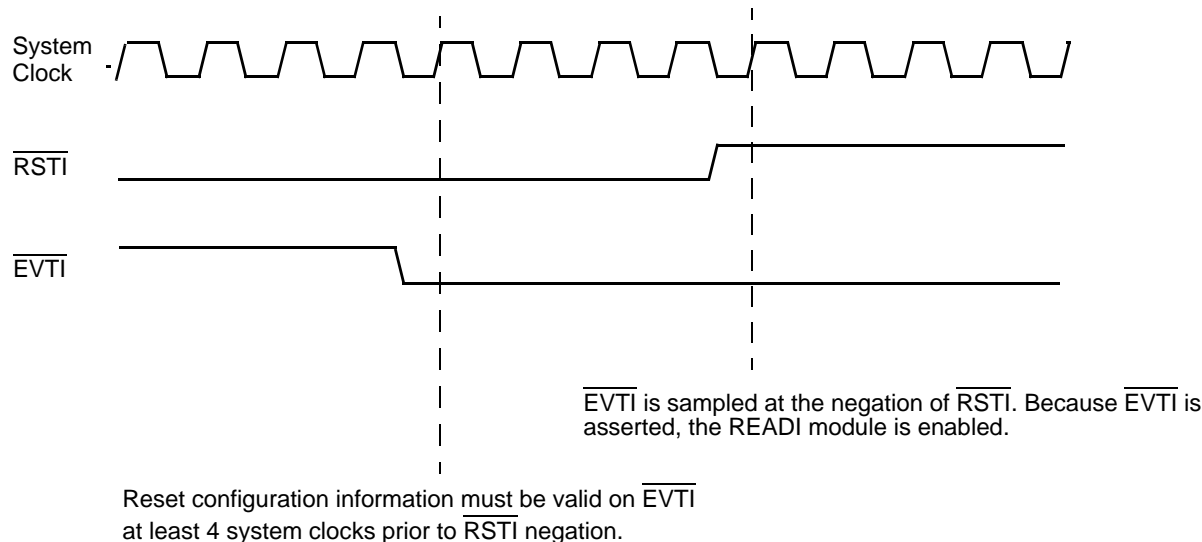 System
Clock
RSTI
EVTI
EVTI is sampled at the negation of RSTI. Because EVTI is
asserted, the READI module is enabled.
Reset configuration information must be valid on EVTI
at least 4 system clocks prior to RSTI negation.